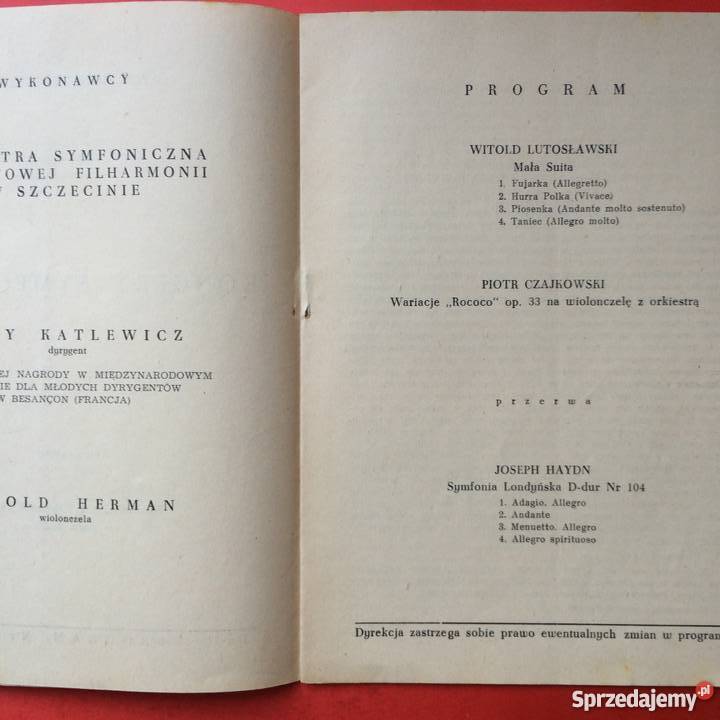 WYKONAWCY
TRA SYMFONICZNA
OWEJ FILHARMONII
W SZCZECINIE
Y KATLEWICZ
dyrygent
EJ NAGRODY W MIĘDZYNARODOWYM
IE DLA MŁODYCH DYRYGENTÓW
W BESANÇON (FRANCJA)
OLD HERMAN
wiolonczela
PROGRAM
WITOLD LUTOSŁAWSKI
Mała Suita
1. Fujarka (Allegretto)
2. Hurra Polka (Vivace)
3. Piosenka (Andante molto sostenuto)
4. Taniec (Allegro molto)
PIOTR CZAJKOWSKI
Wariacje „Rococo" op. 33 na wiolonczelę z orkiestrą
przerwa
JOSEPH HAYDN
Symfonia Londyńska D-dur Nr 104
1. Adagio. Allegro
2. Andante
3. Menuetto. Allegro
4. Allegro spirituoso
Dyrekcja zastrzega sobie prawo ewentualnych zmian w program
Sprzedajemy.pl